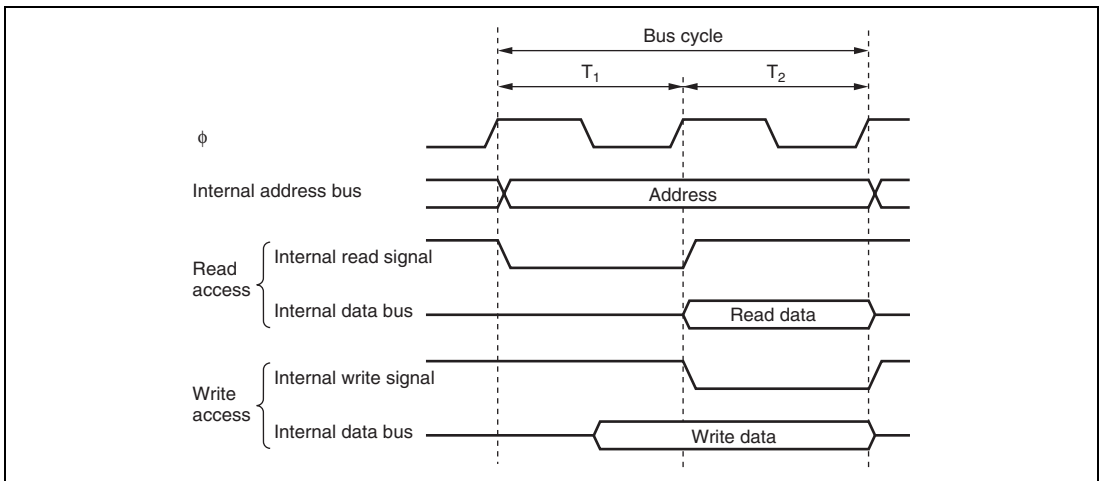 Bus cycle
T1 T2
φ
Internal address bus Address
Read access Internal read signal
Internal data bus Read data
Write access Internal write signal
Internal data bus Write data